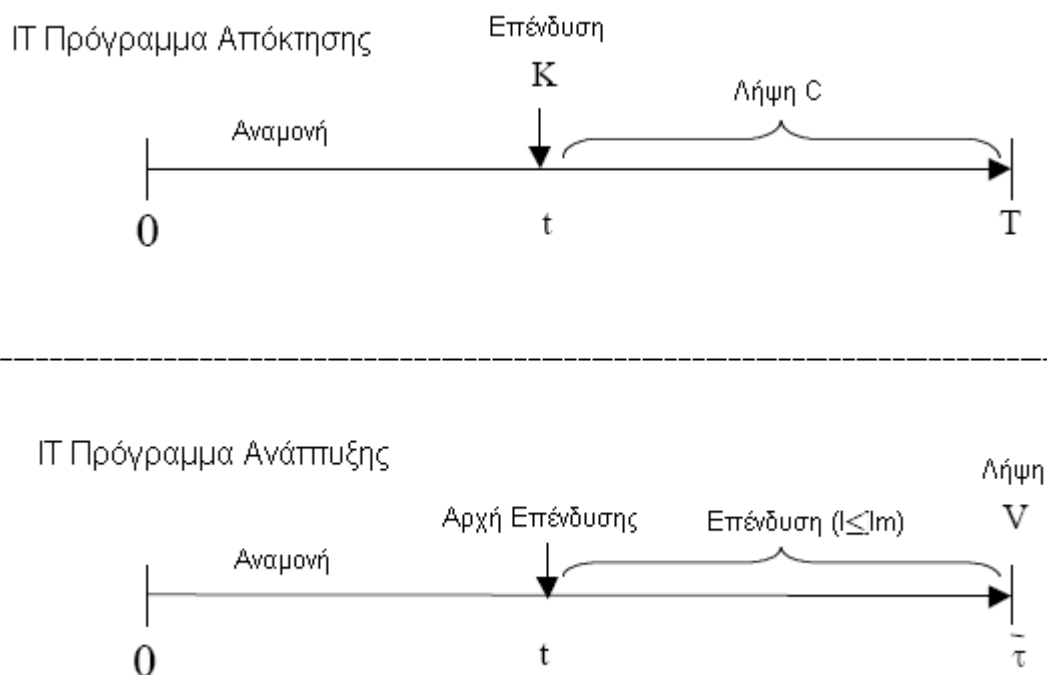 IT Πρόγραμμα Απόκτησης
Επένδυση
K
Λήψη C
Αναμονή
0
t
T
IT Πρόγραμμα Ανάπτυξης
Λήψη
V
Αρχή Επένδυσης
Επένδυση (I≤Im)
Αναμονή
0
t
τ̃